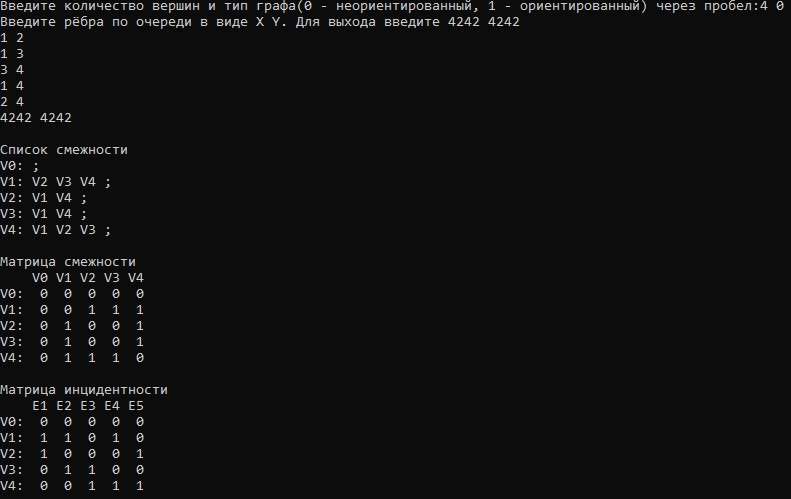 Введите количество вершин и тип графа(0 - неориентированный, 1 - ориентированный) через пробел:4 0
Введите рёбра по очереди в виде X Y. Для выхода введите 4242 4242
1 2
1 3
3 4
1 4
2 4
4242 4242
Список смежности
V0: ;
V1: V2 V3 V4 ;
V2: V1 V4 ;
V3: V1 V4 ;
V4: V1 V2 V3 ;
Матрица смежности
V0 V1 V2 V3 V4
V0: 0 0 0 0 0
V1: 0 0 1 1 1
V2: 0 1 0 0 1
V3: 0 1 0 0 1
V4: 0 1 1 1 0
Матрица инцидентности
E1 E2 E3 E4 E5
V0: 0 0 0 0 0
V1: 1 1 0 1 0
V2: 1 0 0 0 1
V3: 0 1 1 0 0
V4: 0 0 1 1 1